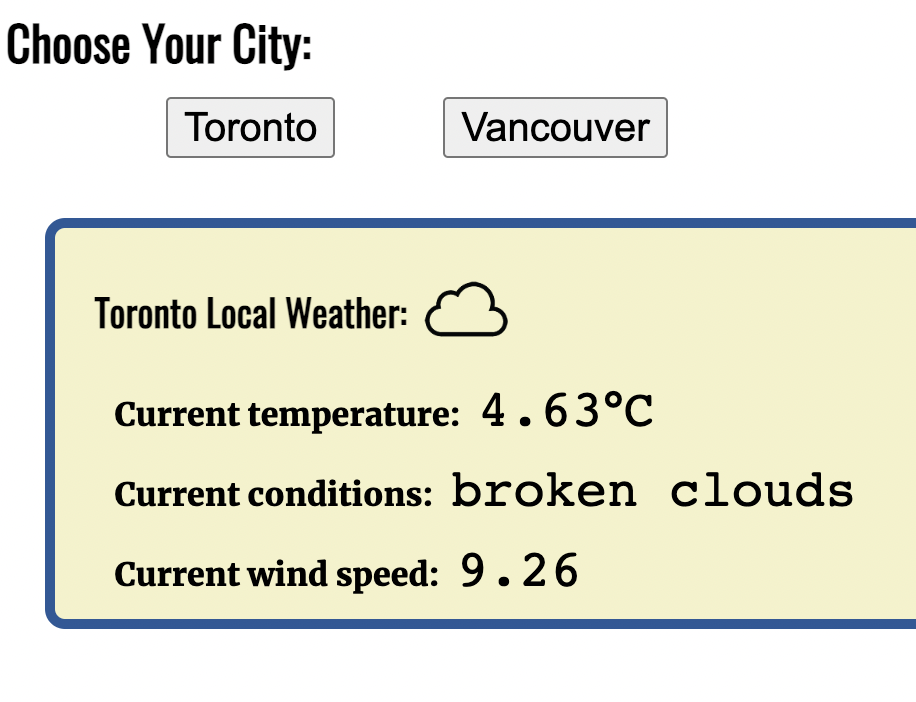 Choose Your City:
Toronto Vancouver
Toronto Local Weather:
Current temperature: 4.63°C
Current conditions: broken clouds
Current wind speed: 9.26